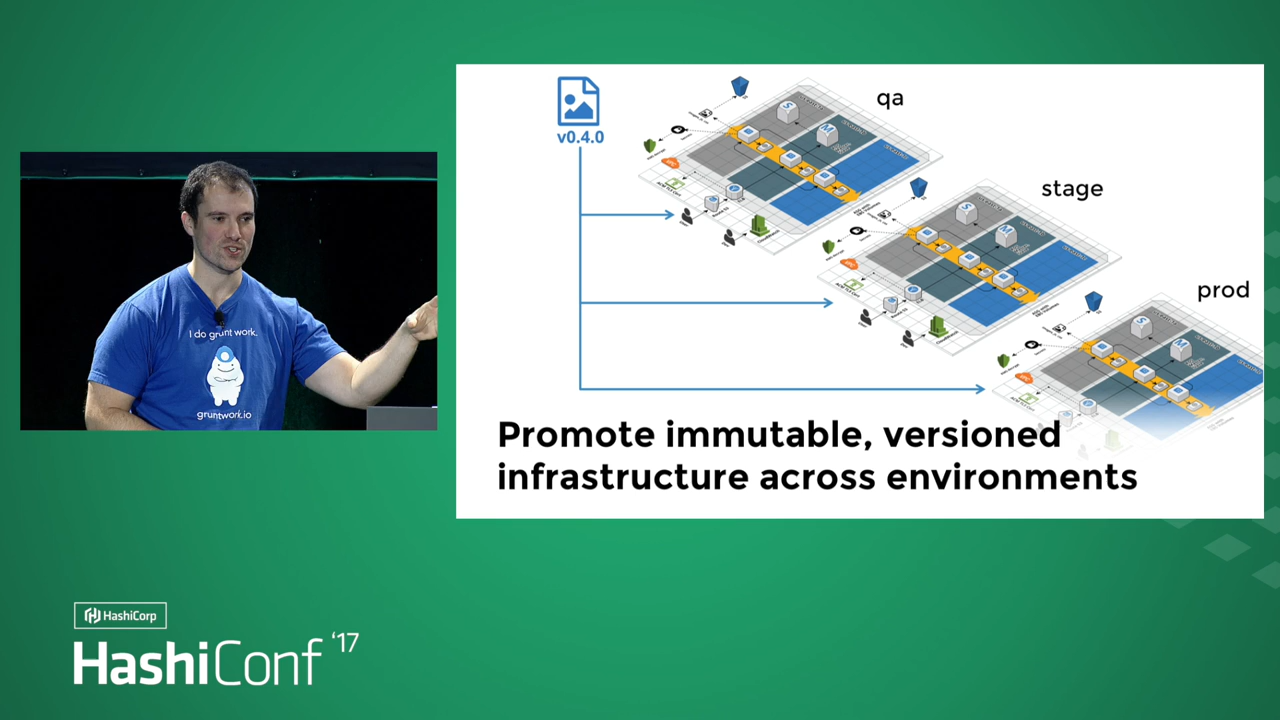 v0.4.0
qa
stage
prod
Promote immutable, versioned
infrastructure across environments
I do grunt work.
gruntwork.io
HashiCorp
HashiConf '17